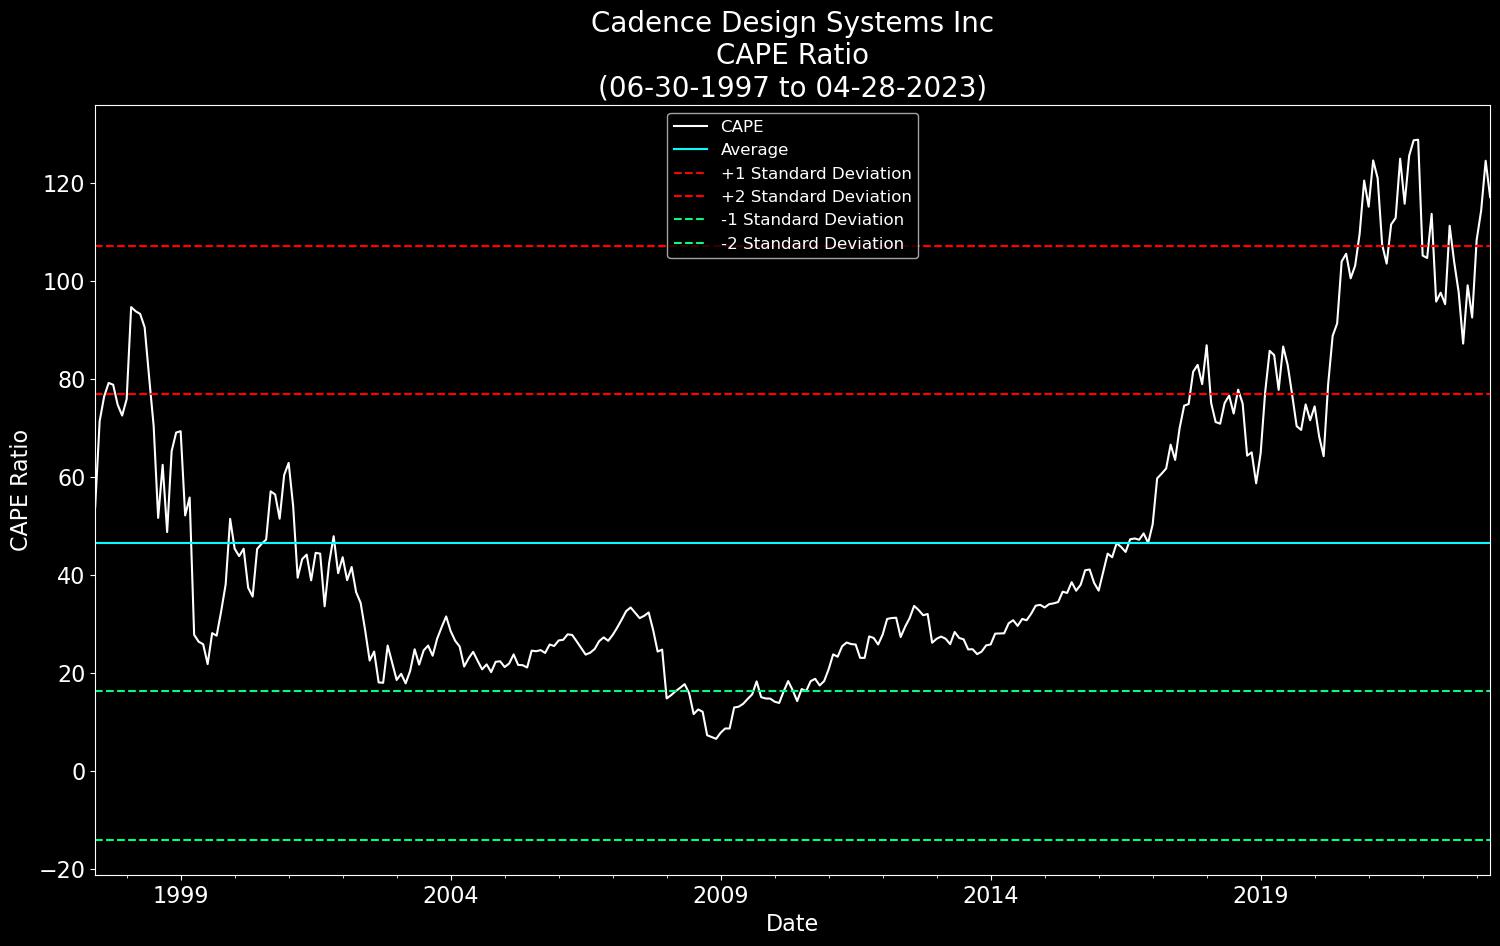 Cadence Design Systems Inc
CAPE Ratio
(06-30-1997 to 04-28-2023)
CAPE
Average
+1 Standard Deviation
+2 Standard Deviation
-1 Standard Deviation
-2 Standard Deviation
120
100
80
60
40
20
0
−20
CAPE Ratio
1999 2004 2009 2014 2019
Date